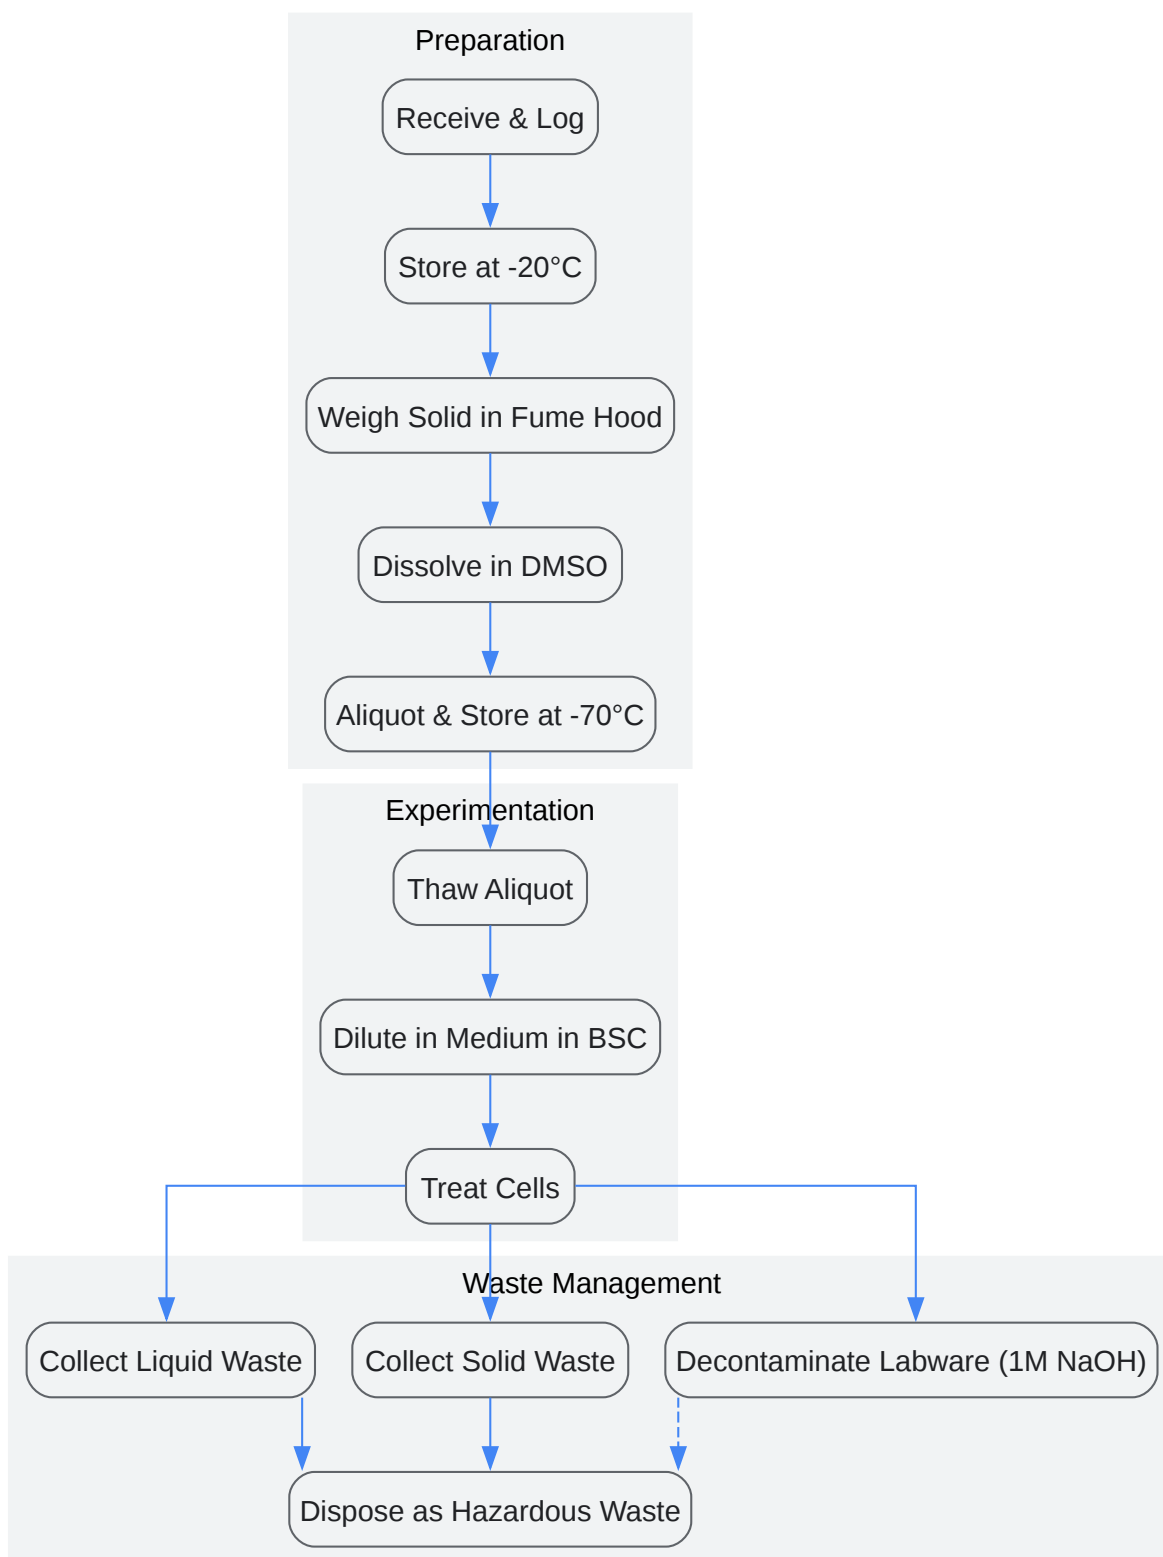 Preparation
Receive & Log
Store at -20°C
Weigh Solid in Fume Hood
Dissolve in DMSO
Aliquot & Store at -70°C
Experimentation
Thaw Aliquot
Dilute in Medium in BSC
Treat Cells
Waste Management
Collect Liquid Waste
Collect Solid Waste
Decontaminate Labware (1M NaOH)
Dispose as Hazardous Waste